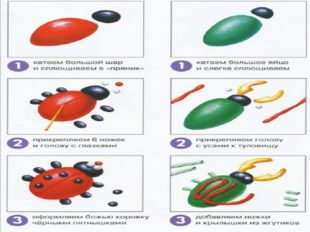 1
катаем большой шар
и сплющиваем в «пряник»
1
катаем большое яйцо
и слегка сплющиваем
2
прикрепляем 6 ножек
и голову с глазками
2
прикрепляем голову
с усами к туловищу
3
оформляем божью коровку
чёрными пятнышками
3
добавляем ножки
и крылышки из жгутиков